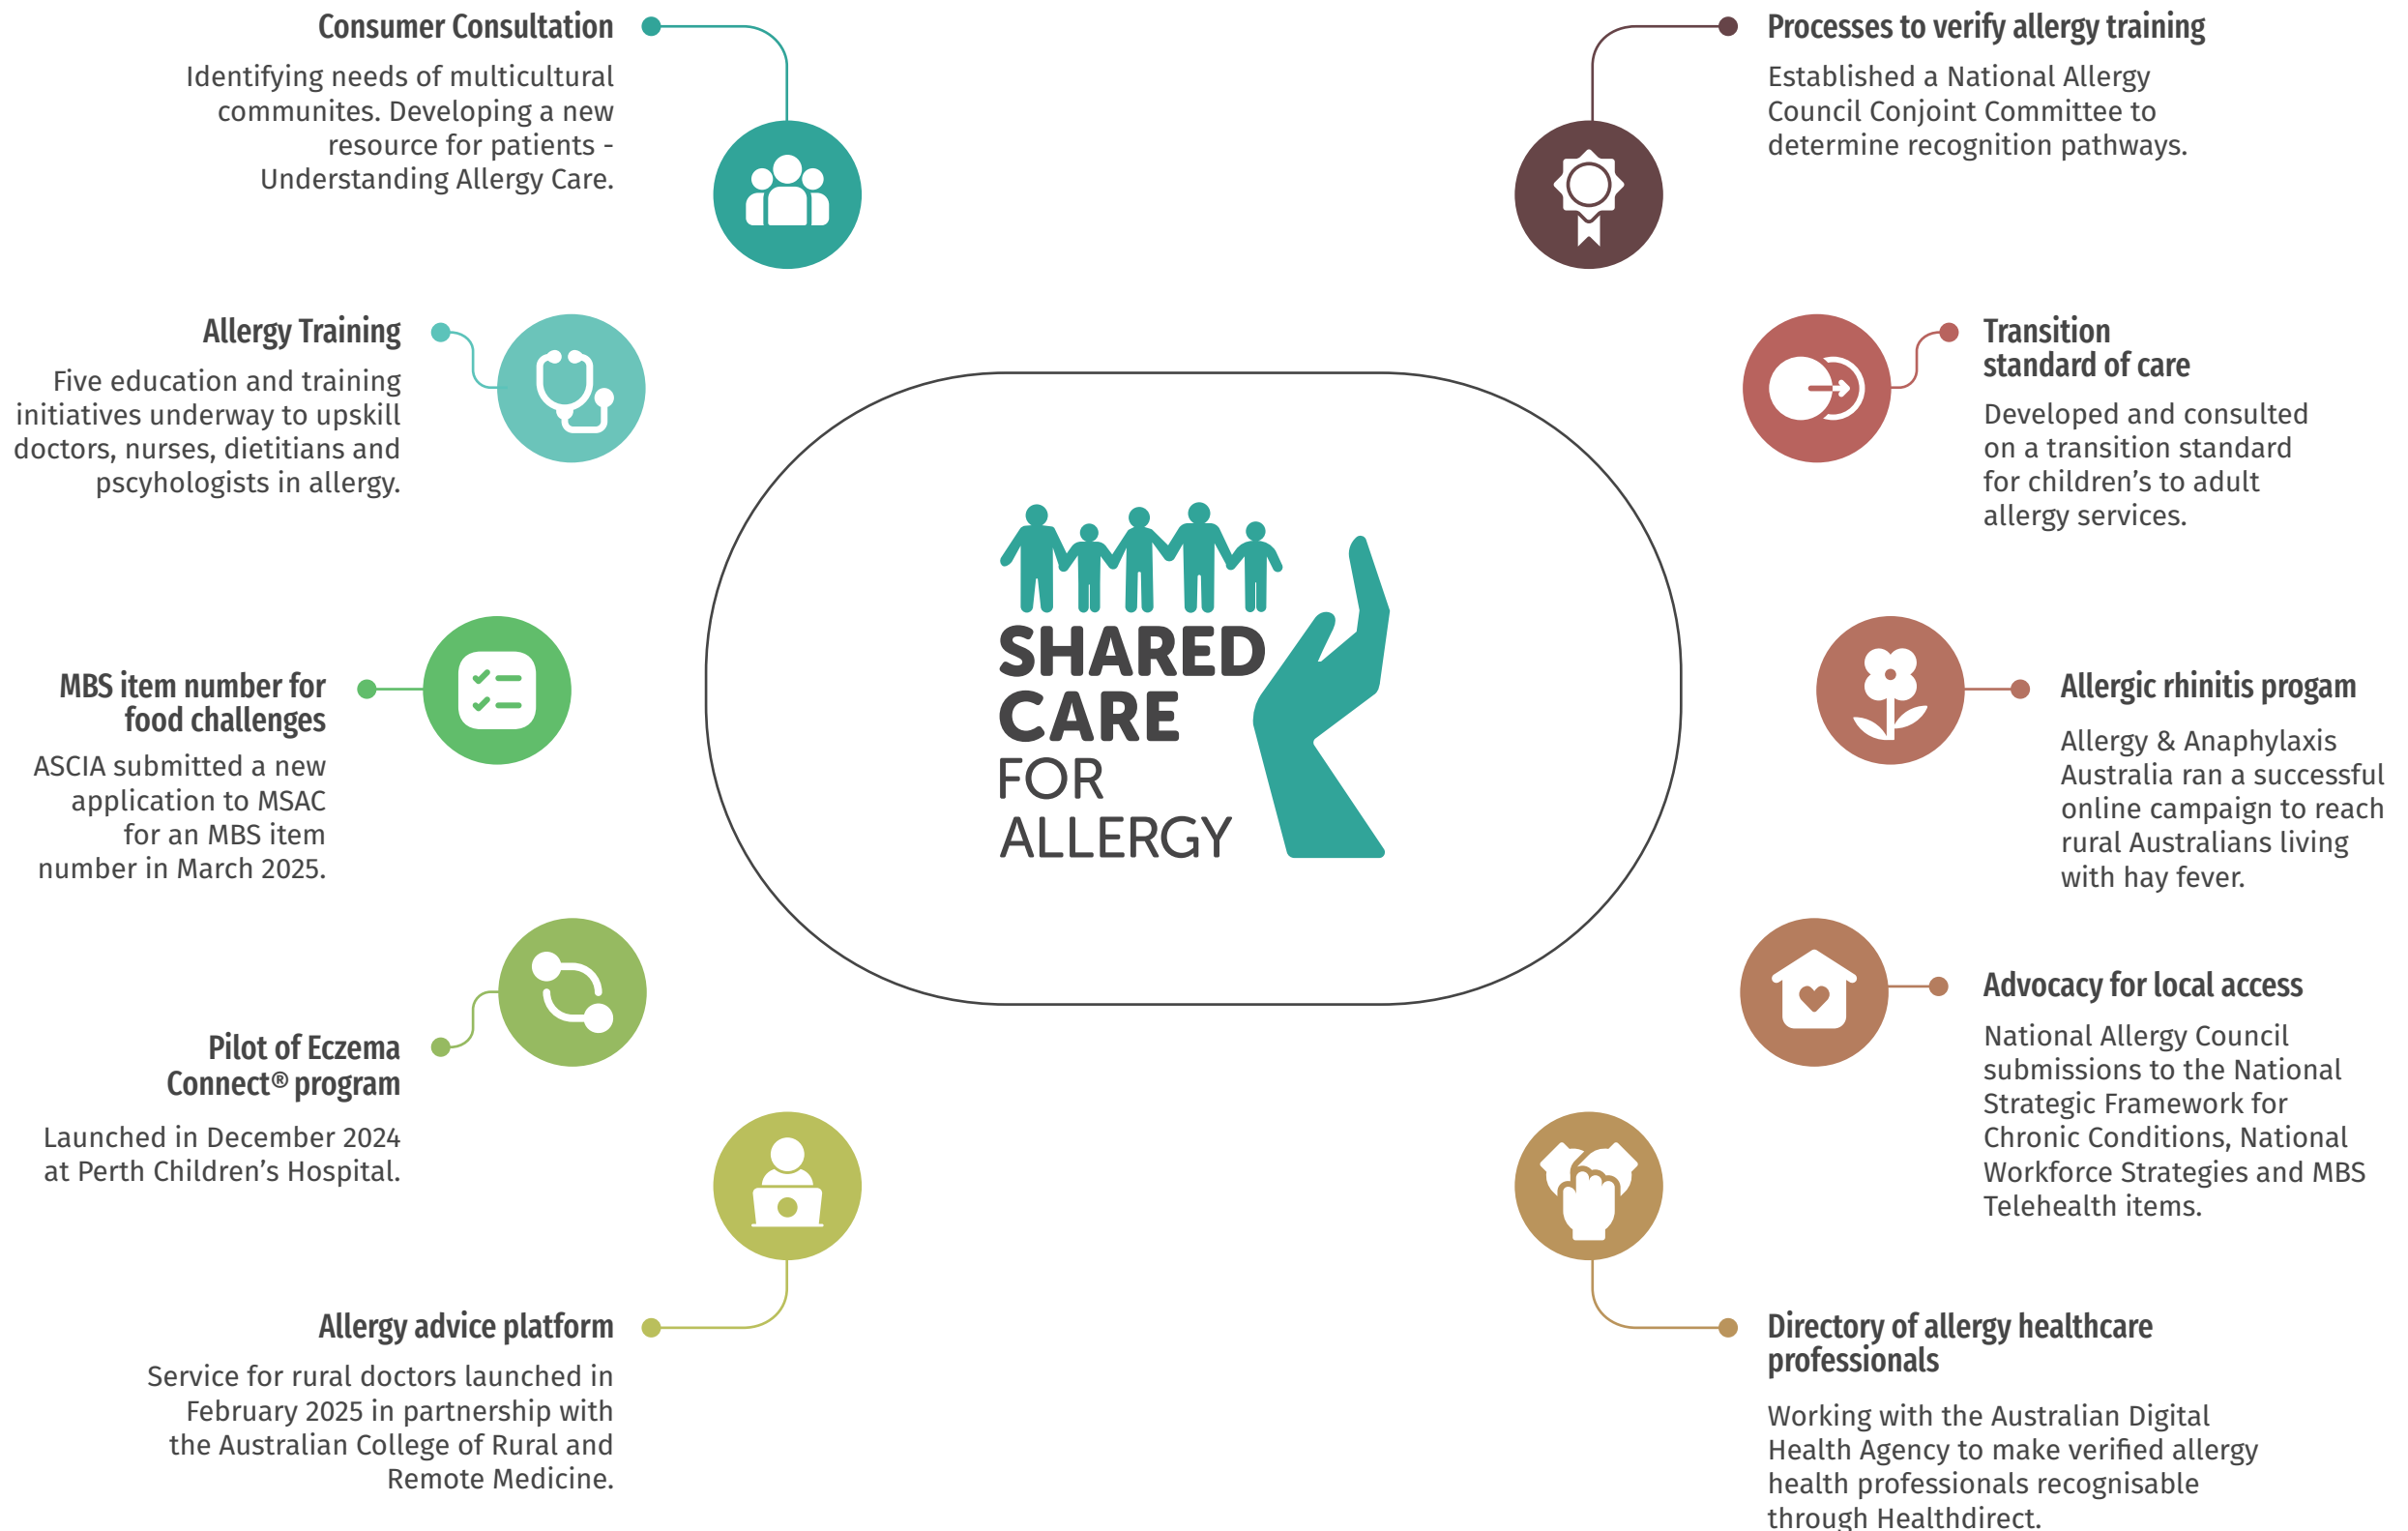 Consumer Consultation
Identifying needs of multicultural
communites. Developing a new
resource for patients -
Understanding Allergy Care.
Allergy Training
Five education and training
initiatives underway to upskill
doctors, nurses, dietitians and
pscyhologists in allergy.
MBS item number for
food challenges
ASCIA submitted a new
application to MSAC
for an MBS item
number in March 2025.
Pilot of Eczema
Connect® program
Launched in December 2024
at Perth Children’s Hospital.
Allergy advice platform
Service for rural doctors launched in
February 2025 in partnership with
the Australian College of Rural and
Remote Medicine.
SHARED
CARE
FOR
ALLERGY
Processes to verify allergy training
Established a National Allergy
Council Conjoint Committee to
determine recognition pathways.
Transition
standard of care
Developed and consulted
on a transition standard
for children’s to adult
allergy services.
Allergic rhinitis progam
Allergy & Anaphylaxis
Australia ran a successful
online campaign to reach
rural Australians living
with hay fever.
Advocacy for local access
National Allergy Council
submissions to the National
Strategic Framework for
Chronic Conditions, National
Workforce Strategies and MBS
Telehealth items.
Directory of allergy healthcare
professionals
Working with the Australian Digital
Health Agency to make verified allergy
health professionals recognisable
through Healthdirect.